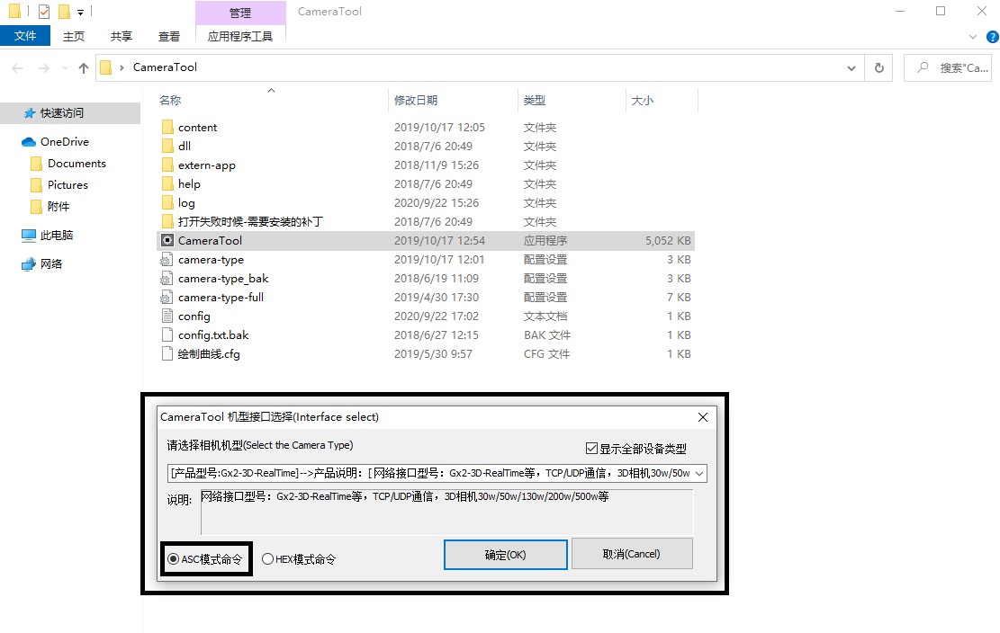 管理
CameraTool
文件
主页
共享
查看
应用程序工具
CameraTool
搜索"Ca...
名称
修改日期
类型
大小
快速访问
OneDrive
Documents
Pictures
附件
此电脑
网络
content 2019/10/17 12:05 文件夹
dll 2018/7/6 20:49 文件夹
extern-app 2018/11/9 15:26 文件夹
help 2018/7/6 20:49 文件夹
log 2020/9/22 15:26 文件夹
打开失败时候-需要安装的补丁 2018/7/6 20:49 文件夹
CameraTool 2019/10/17 12:54 应用程序 5,052 KB
camera-type 2019/10/17 12:01 配置设置 3 KB
camera-type_bak 2018/6/19 11:09 配置设置 3 KB
camera-type-full 2019/4/30 17:30 配置设置 7 KB
config 2020/9/22 17:02 文本文档 1 KB
config.txt.bak 2018/6/27 12:15 BAK 文件 1 KB
绘制曲线.cfg 2019/5/30 9:57 CFG 文件 1 KB
CameraTool 机型接口选择(Interface select)
请选择相机机型(Select the Camera Type)
显示全部设备类型
[产品型号:Gx2-3D-RealTime]-->产品说明：[网络接口型号：Gx2-3D-RealTime等，TCP/UDP通信，3D相机30w/50w
说明:
网络接口型号：Gx2-3D-RealTime等，TCP/UDP通信，3D相机30w/50w/130w/200w/500w等
ASC模式命令
HEX模式命令
确定(OK)
取消(Cancel)